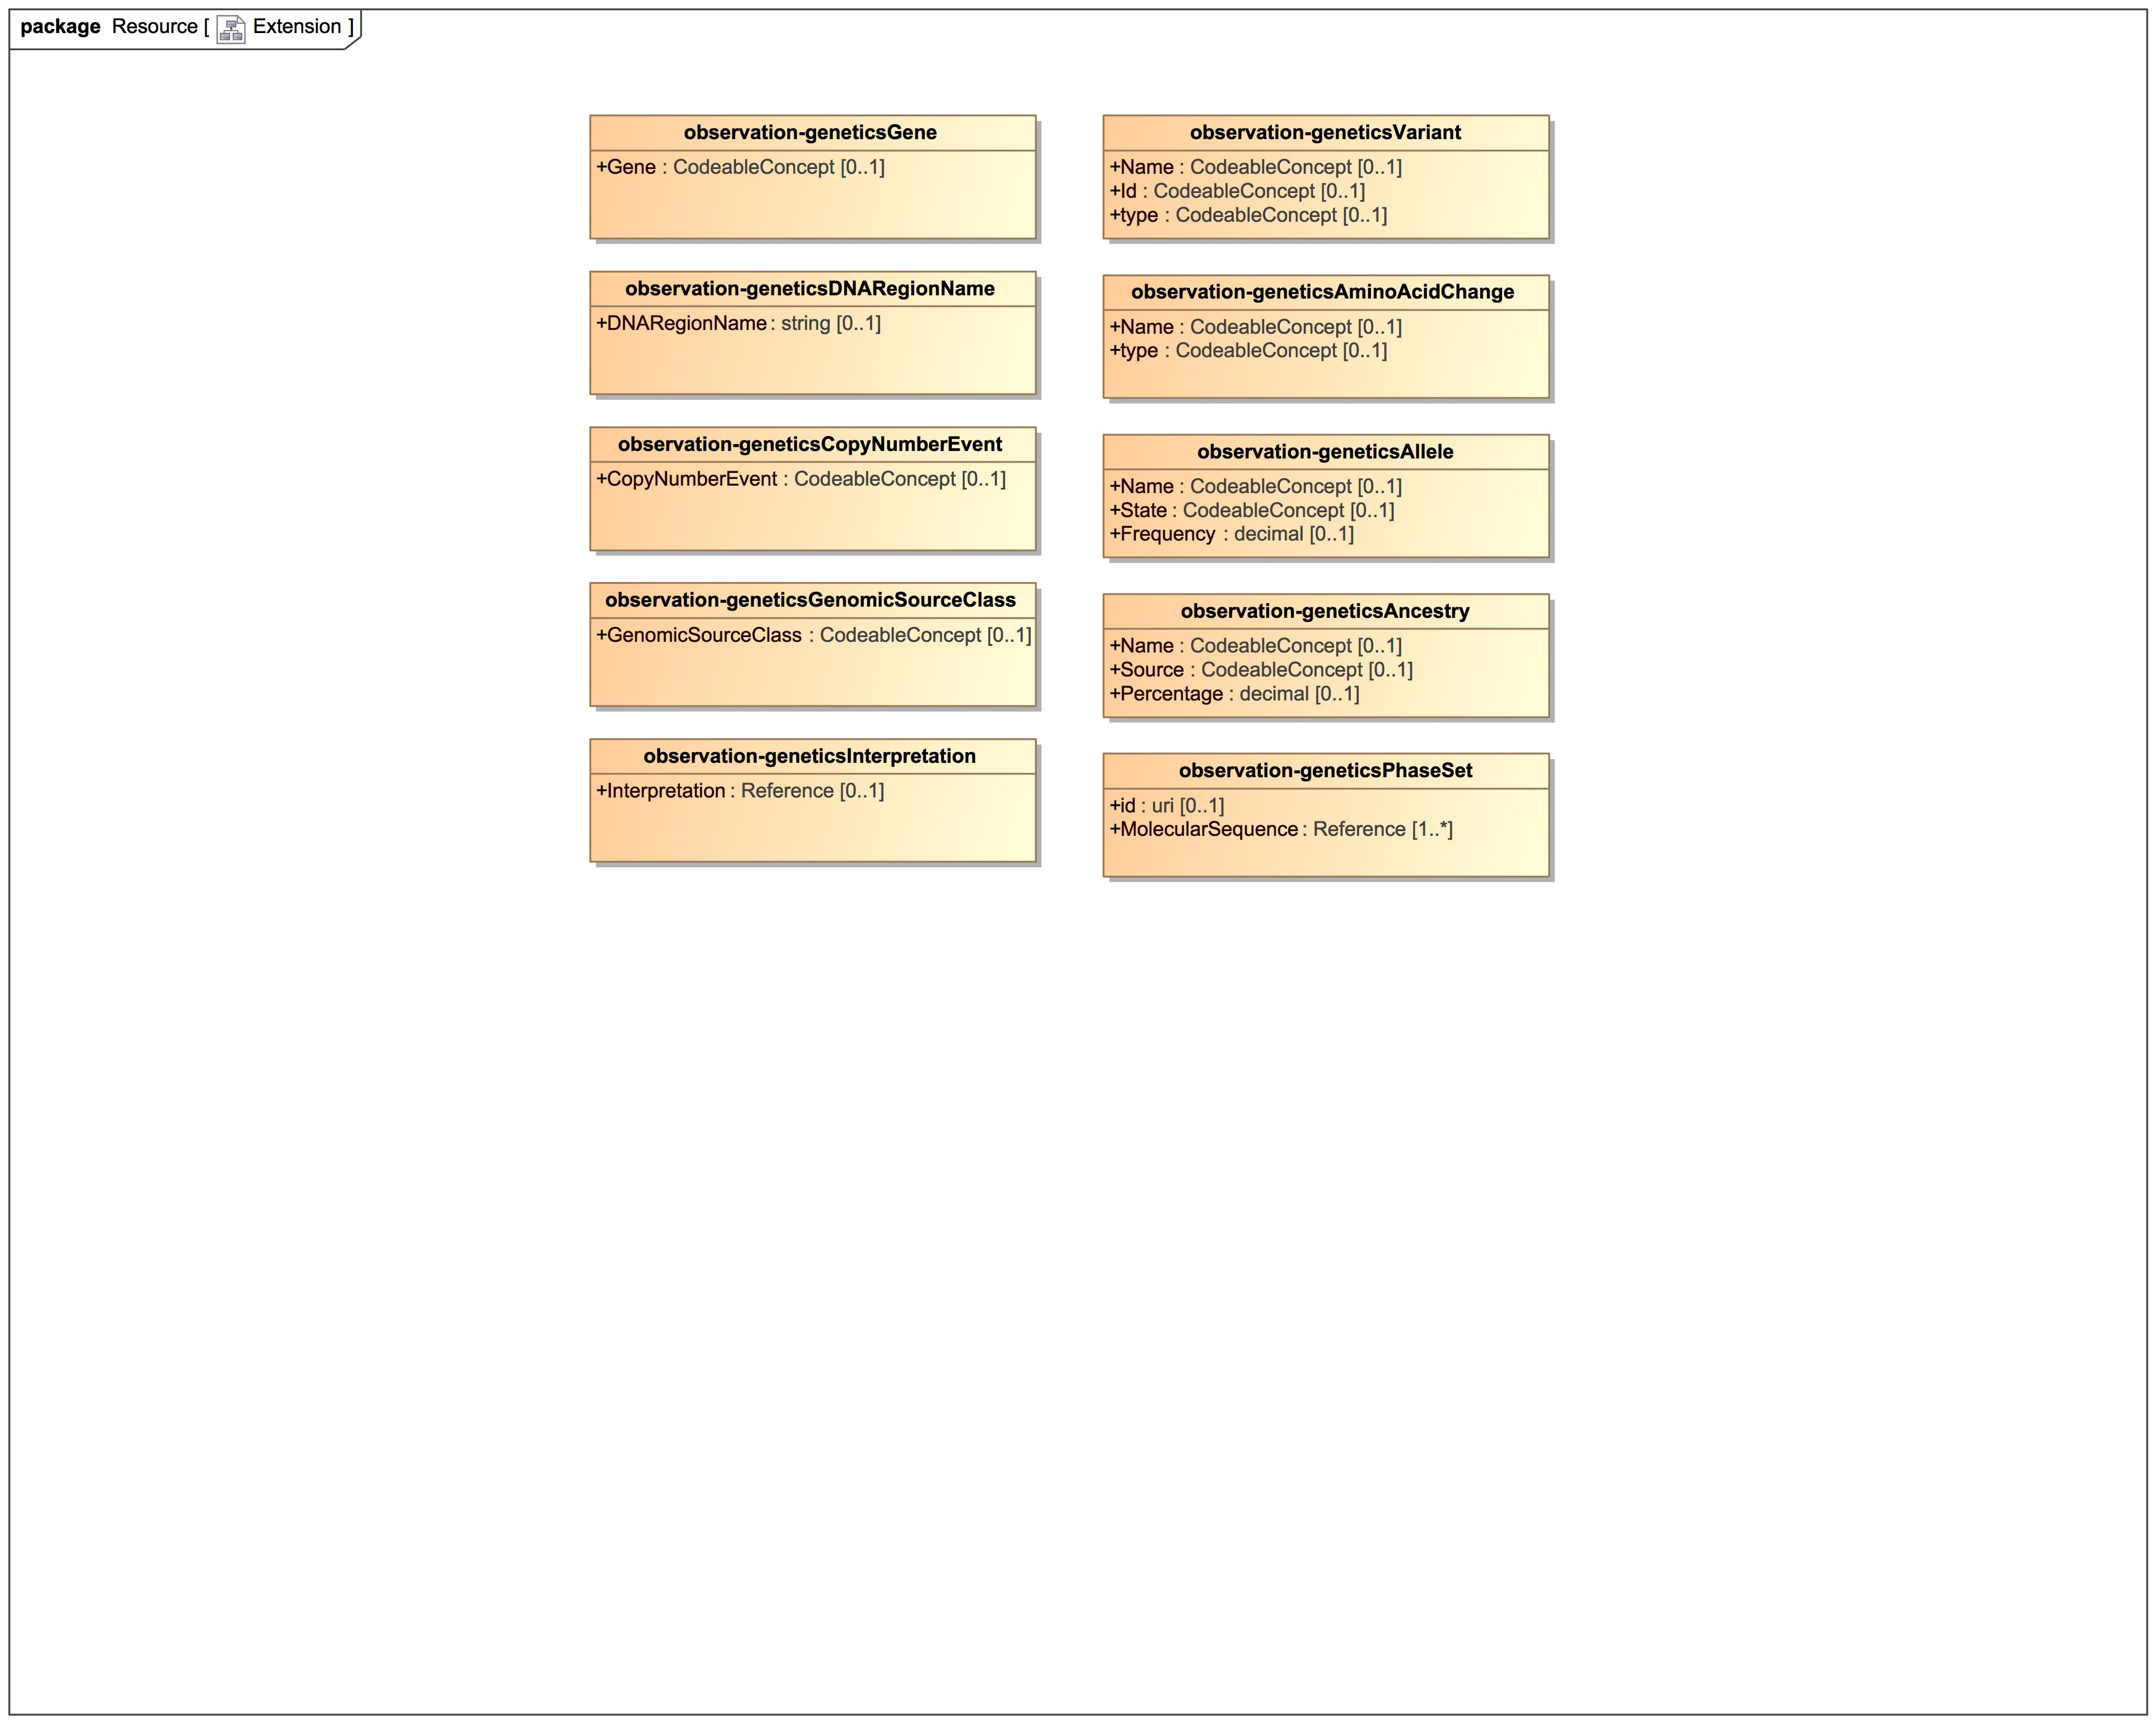 package Resource [ Extension ]
observation-geneticsGene
+Gene : CodeableConcept [0..1]
observation-geneticsDNARegionName
+DNARegionName : string [0..1]
observation-geneticsCopyNumberEvent
+CopyNumberEvent : CodeableConcept [0..1]
observation-geneticsGenomicSourceClass
+GenomicSourceClass : CodeableConcept [0..1]
observation-geneticsInterpretation
+Interpretation : Reference [0..1]
observation-geneticsVariant
+Name : CodeableConcept [0..1]
+Id : CodeableConcept [0..1]
+type : CodeableConcept [0..1]
observation-geneticsAminoAcidChange
+Name : CodeableConcept [0..1]
+type : CodeableConcept [0..1]
observation-geneticsAllele
+Name : CodeableConcept [0..1]
+State : CodeableConcept [0..1]
+Frequency : decimal [0..1]
observation-geneticsAncestry
+Name : CodeableConcept [0..1]
+Source : CodeableConcept [0..1]
+Percentage : decimal [0..1]
observation-geneticsPhaseSet
+id : uri [0..1]
+MolecularSequence : Reference [1..*]